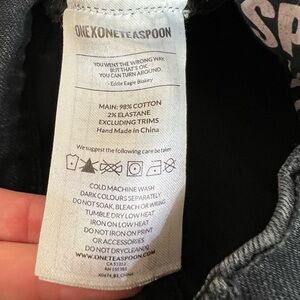 ONEXONETEASPOON
YOU WENT THE WRONG WAY,
BUT THAT'S OK.
YOU CAN TURN AROUND.
- Eddie Eagle Blakey
MAIN: 98% COTTON
2% ELASTANE
EXCLUDING TRIMS
Hand Made in China
We suggest the following care be taken:
COLD MACHINE WASH
DARK COLOURS SEPARATELY
DO NOT SOAK, BLEACH OR WRING
TUMBLE DRY LOW HEAT
IRON ON LOW HEAT
DO NOT IRON ON PRINT
OR ACCESSORIES
DO NOT DRYCLEAN
WWW.ONETEASPOON.COM